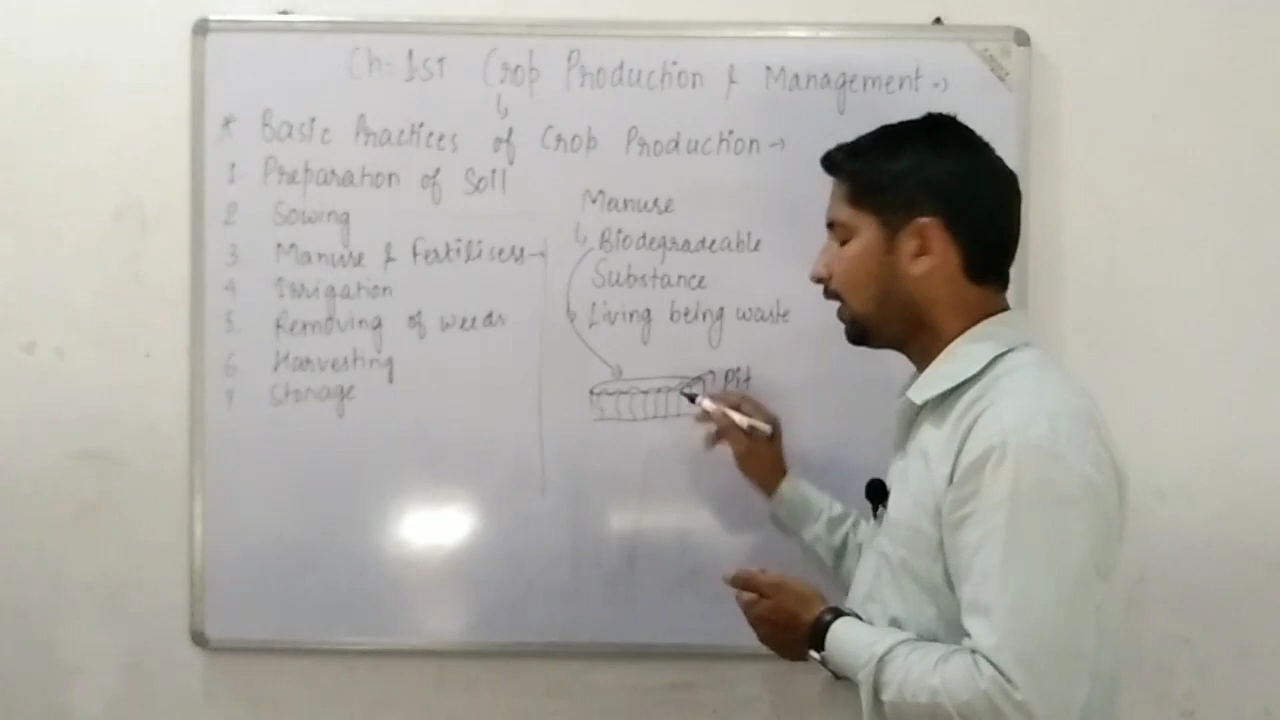 Ch- 1st Crop Production & Management →
* Basic Practices of Crop Production →
1 Preparation of Soil
2 Sowing
3 Manure & Fertilisers →
4 Irrigation
5. Removing of weeds
6 Harvesting
7 Storage
Manure
Biodegradeable
Substance
Living being waste
Pit